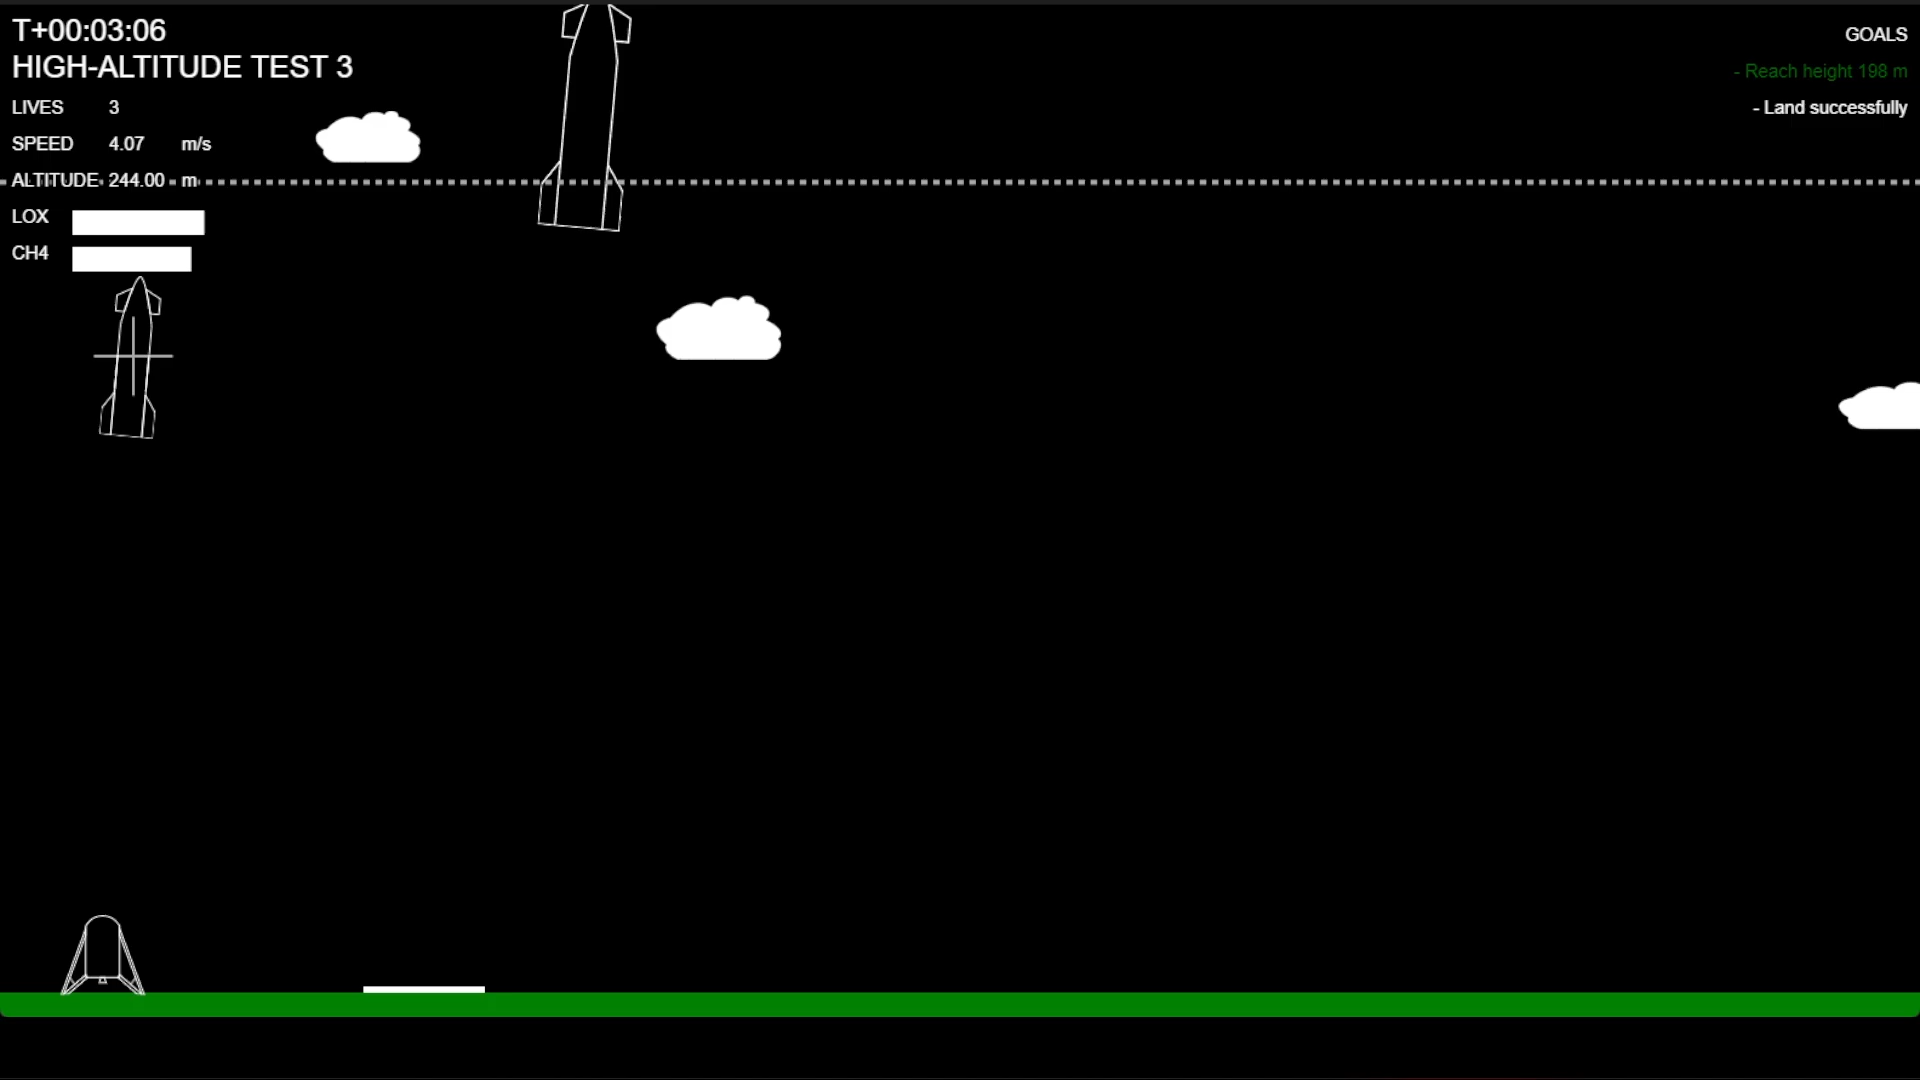 T+00:03:06
HIGH-ALTITUDE TEST 3
LIVES 3
SPEED 4.07 m/s
ALTITUDE 244.00 m
LOX
CH4
GOALS
- Reach height 198 m
- Land successfully